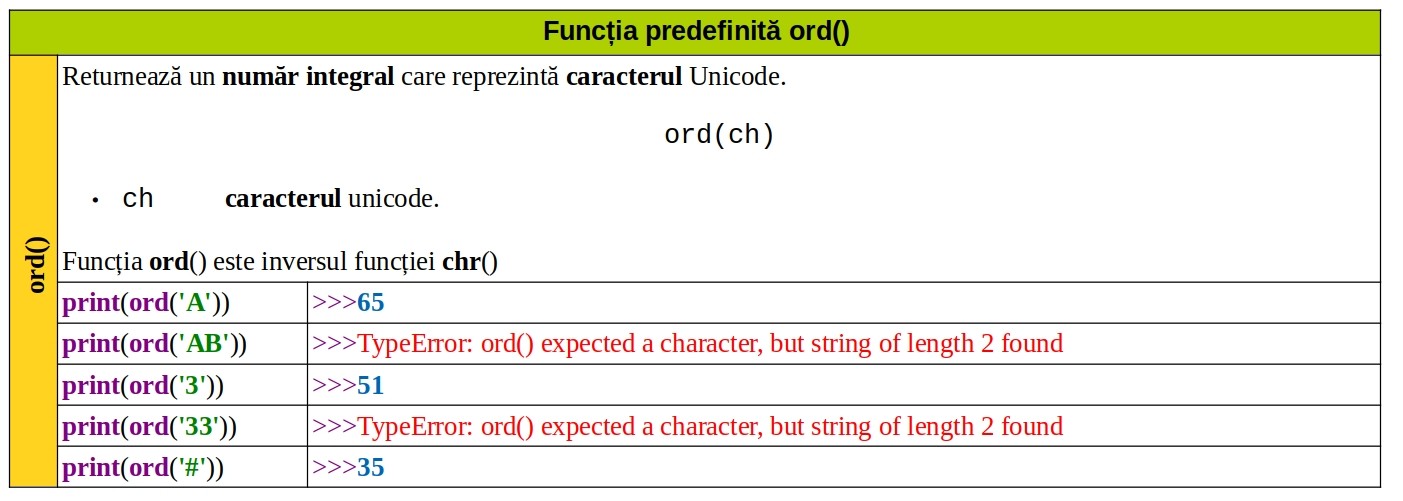 Funcția predefinită ord()
ord()
Returnează un număr integral care reprezintă caracterul Unicode.
ord(ch)
• ch caracterul unicode.
Funcția ord() este inversul funcției chr()
print(ord('A')) >>>65
print(ord('AB')) >>>TypeError: ord() expected a character, but string of length 2 found
print(ord('3')) >>>51
print(ord('33')) >>>TypeError: ord() expected a character, but string of length 2 found
print(ord('#')) >>>35